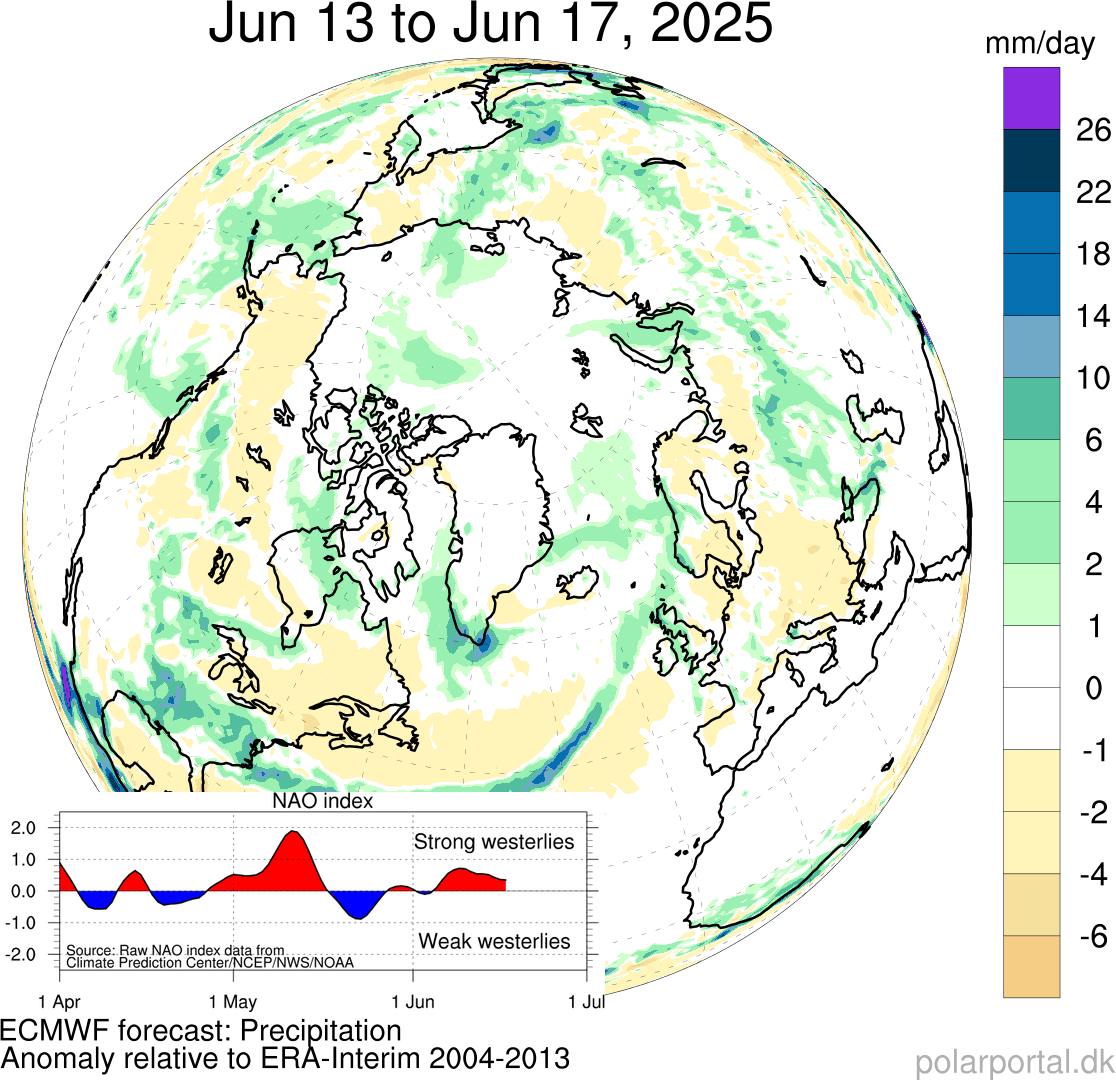 Jun 13 to Jun 17, 2025
mm/day
26
22
18
14
10
6
4
2
1
0
-1
-2
-4
-6
NAO index
2.0
1.0
0.0
-1.0
-2.0
Strong westerlies
Weak westerlies
Source: Raw NAO index data from
Climate Prediction Center/NCEP/NWS/NOAA
1 Apr
1 May
1 Jun
1 Jul
ECMWF forecast: Precipitation
Anomaly relative to ERA-Interim 2004-2013
polarportal.dk